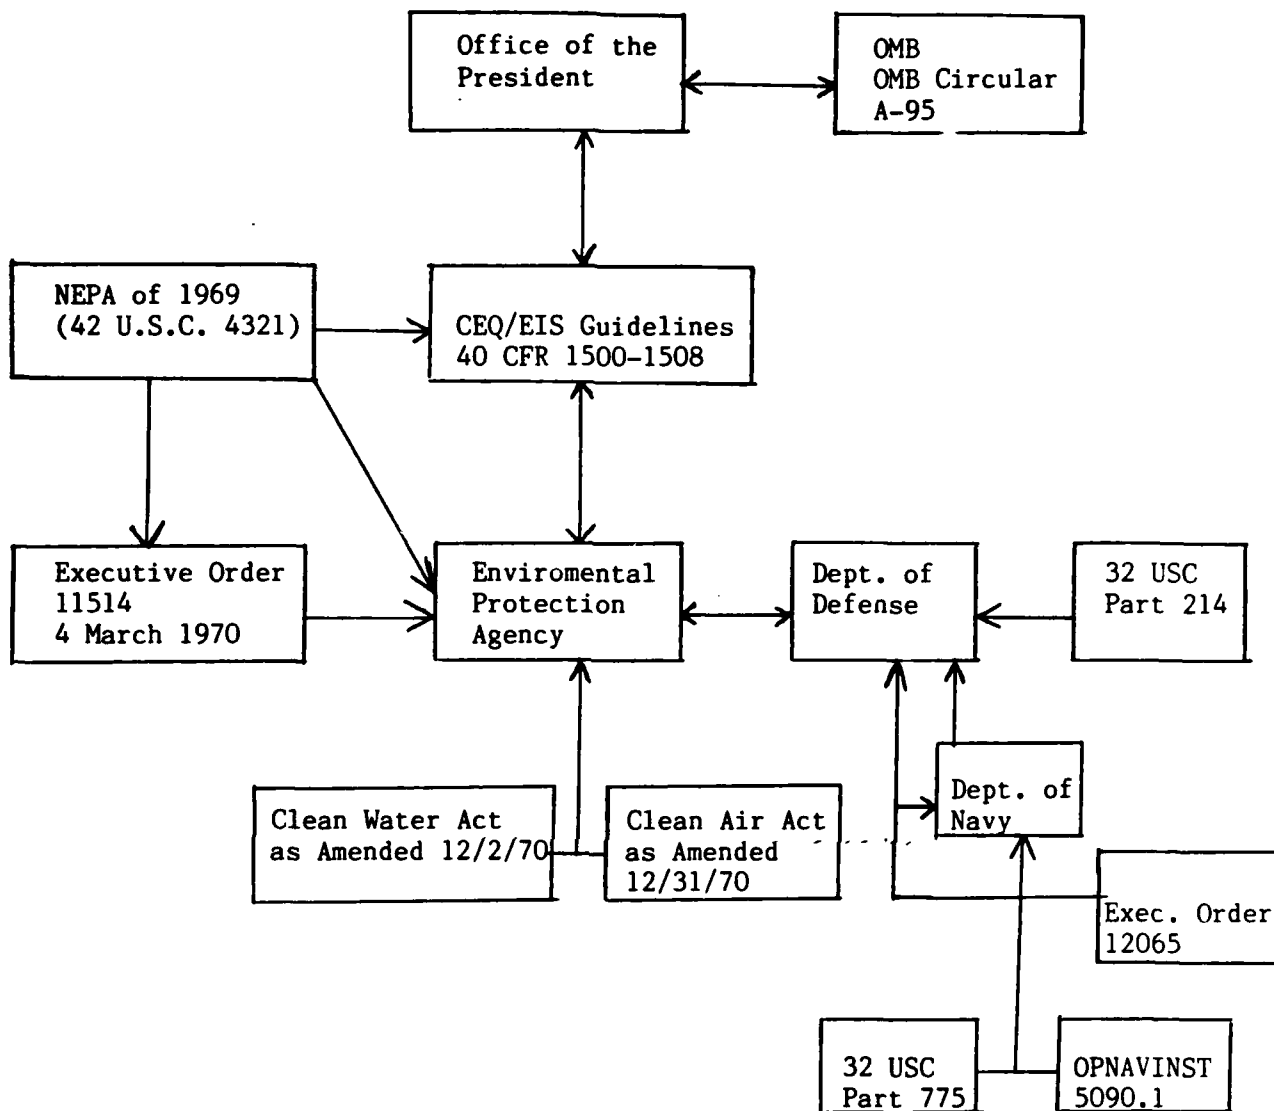 Office of the
President
OMB
OMB Circular
A-95
NEPA of 1969
(42 U.S.C. 4321)
CEQ/EIS Guidelines
40 CFR 1500-1508
Executive Order
11514
4 March 1970
Enviromental
Protection
Agency
Dept. of
Defense
32 USC
Part 214
Clean Water Act
as Amended 12/2/70
Clean Air Act
as Amended
12/31/70
Dept. of
Navy
Exec. Order
12065
32 USC
Part 775
OPNAVINST
5090.1